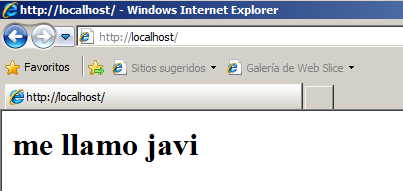 http://localhost/ - Windows Internet Explorer
http://localhost/
Favoritos Sitios sugeridos Galería de Web Slice
http://localhost/
me llamo javi